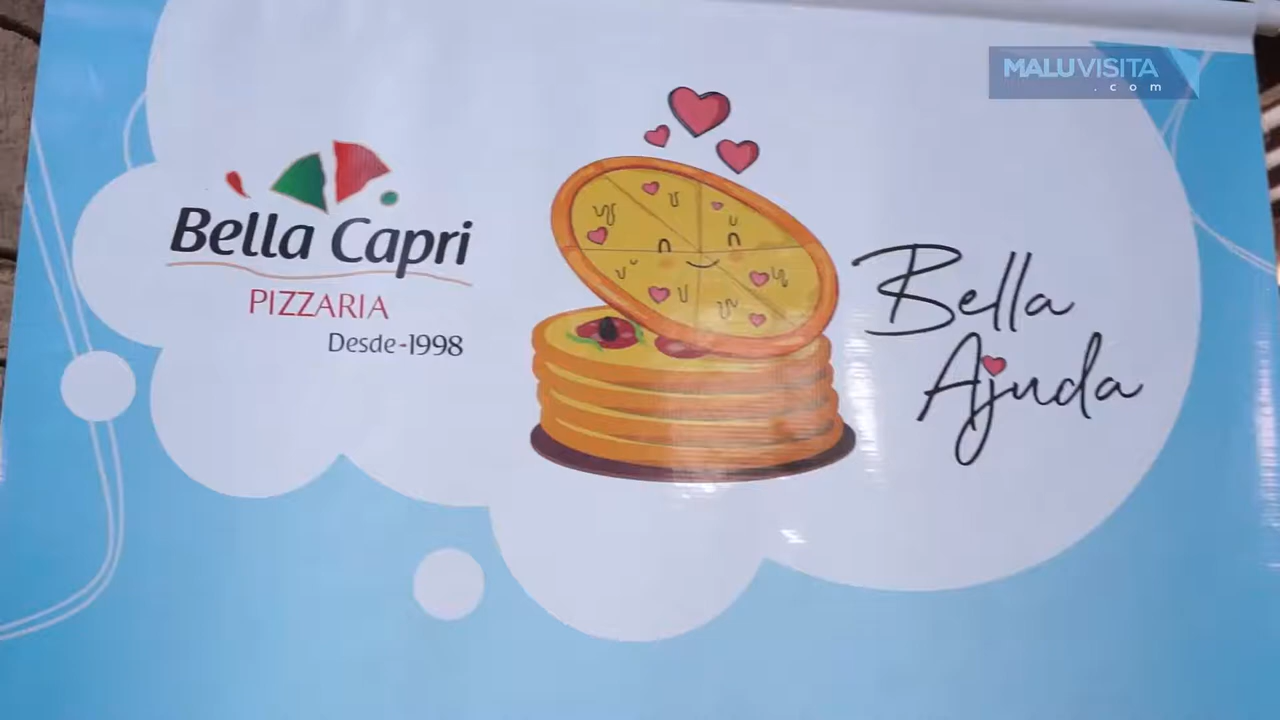 MALUVISITA
.com
Bella Capri
PIZZARIA
Desde-1998
Bella
Ajuda